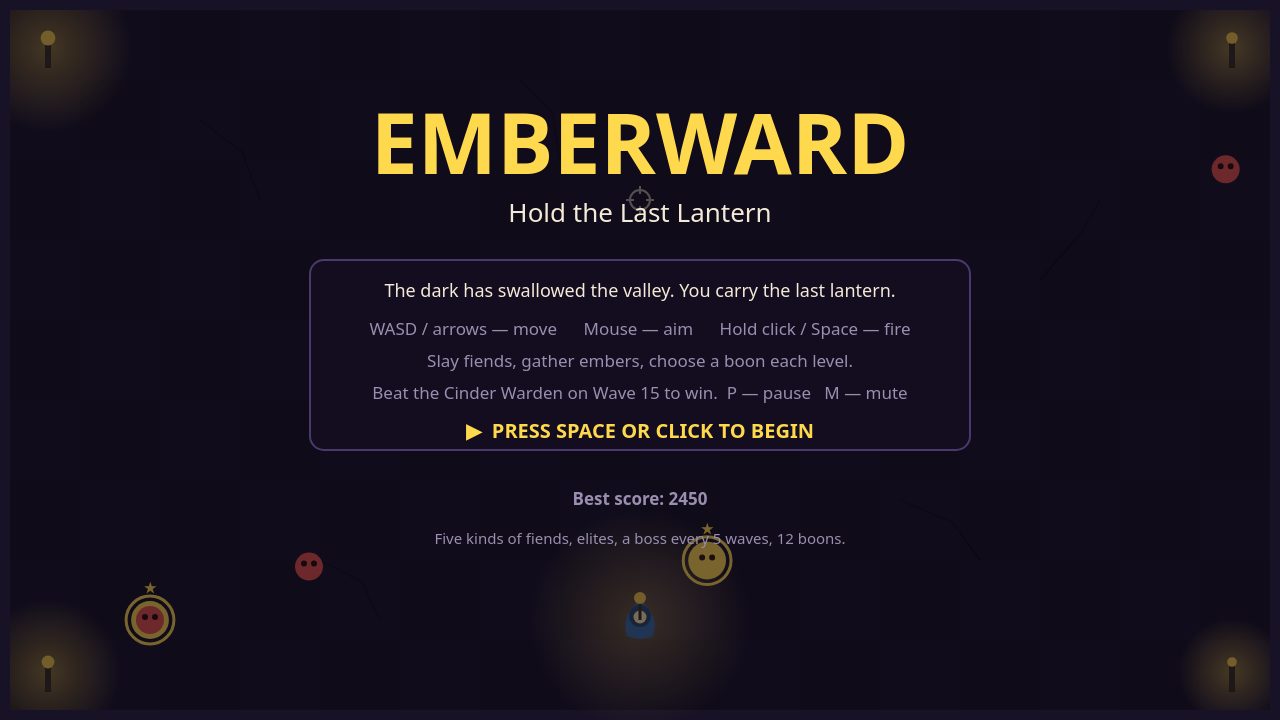 EMBERWARD
Hold the Last Lantern
The dark has swallowed the valley. You carry the last lantern.
WASD / arrows — move Mouse — aim Hold click / Space — fire
Slay fiends, gather embers, choose a boon each level.
Beat the Cinder Warden on Wave 15 to win. P — pause M — mute
▶ PRESS SPACE OR CLICK TO BEGIN
Best score: 2450
Five kinds of fiends, elites, a boss every 5 waves, 12 boons.